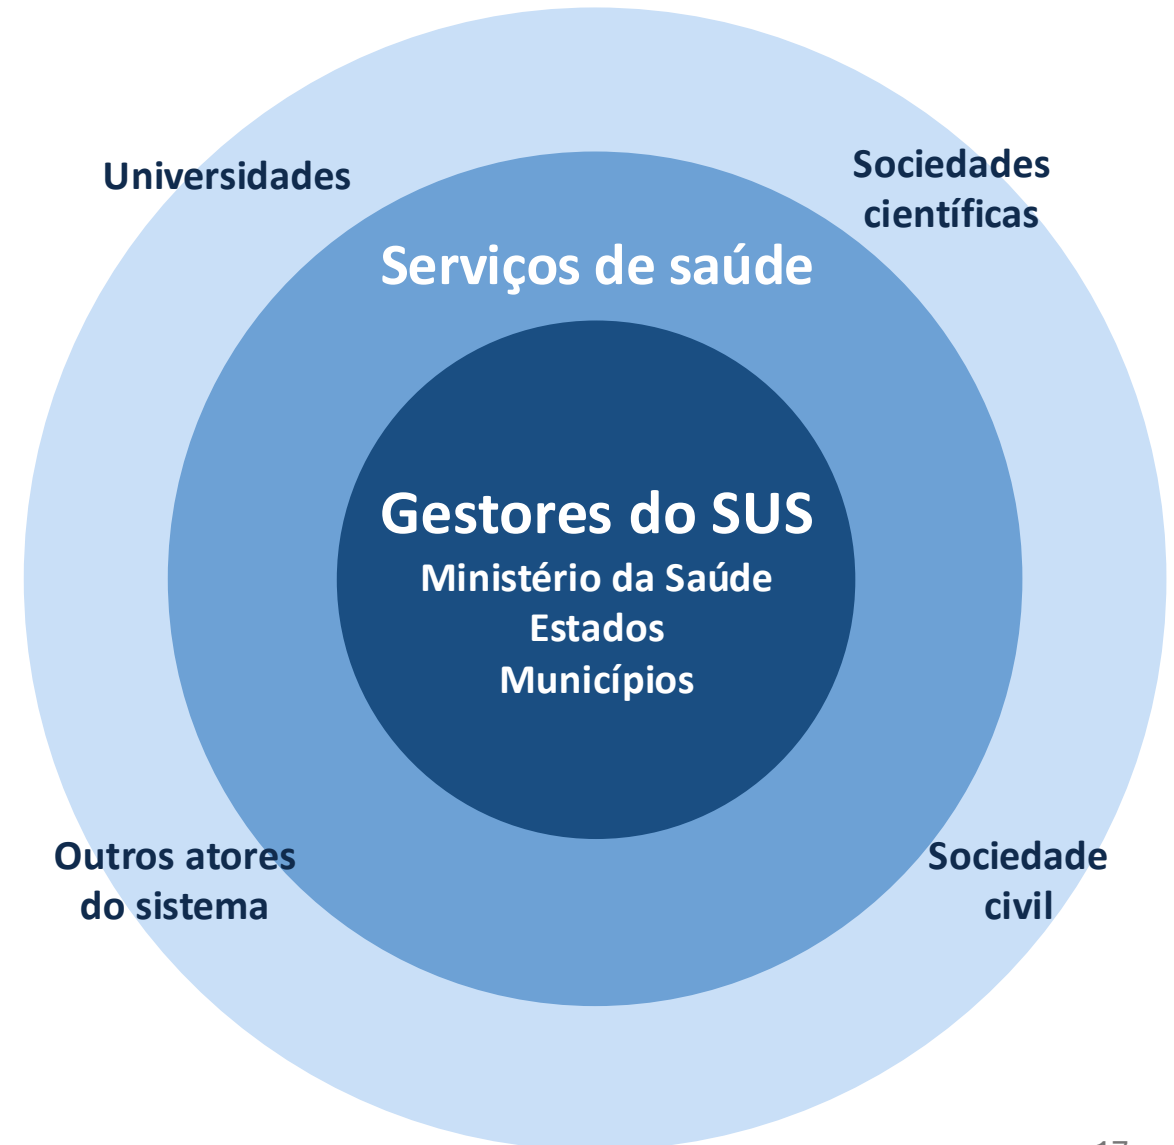 Universidades
Sociedades
científicas
Serviços de saúde
Gestores do SUS
Ministério da Saúde
Estados
Municípios
Outros atores
do sistema
Sociedade
civil